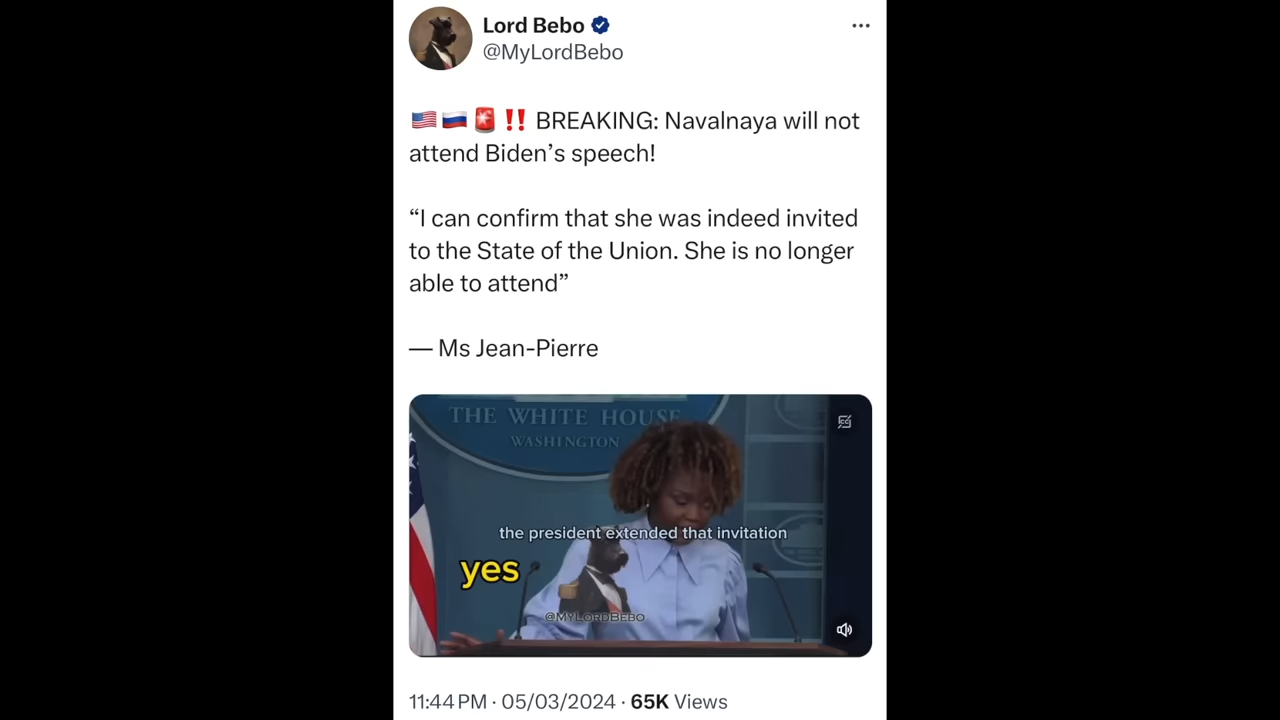 Lord Bebo
@MyLordBebo
🇺🇸🇷🇺🚨‼️ BREAKING: Navalnaya will not
attend Biden’s speech!
“I can confirm that she was indeed invited
to the State of the Union. She is no longer
able to attend”
— Ms Jean-Pierre
THE WHITE HOUSE
WASHINGTON
the president extended that invitation
yes
@MYLORDBEBO
11:44 PM · 05/03/2024 · 65K Views